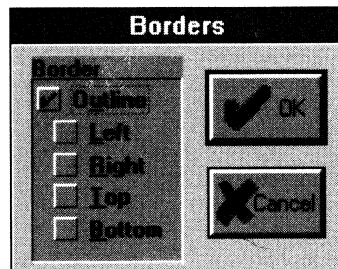 Borders
Border
Outline
Left
Right
Top
Bottom
OK
Cancel